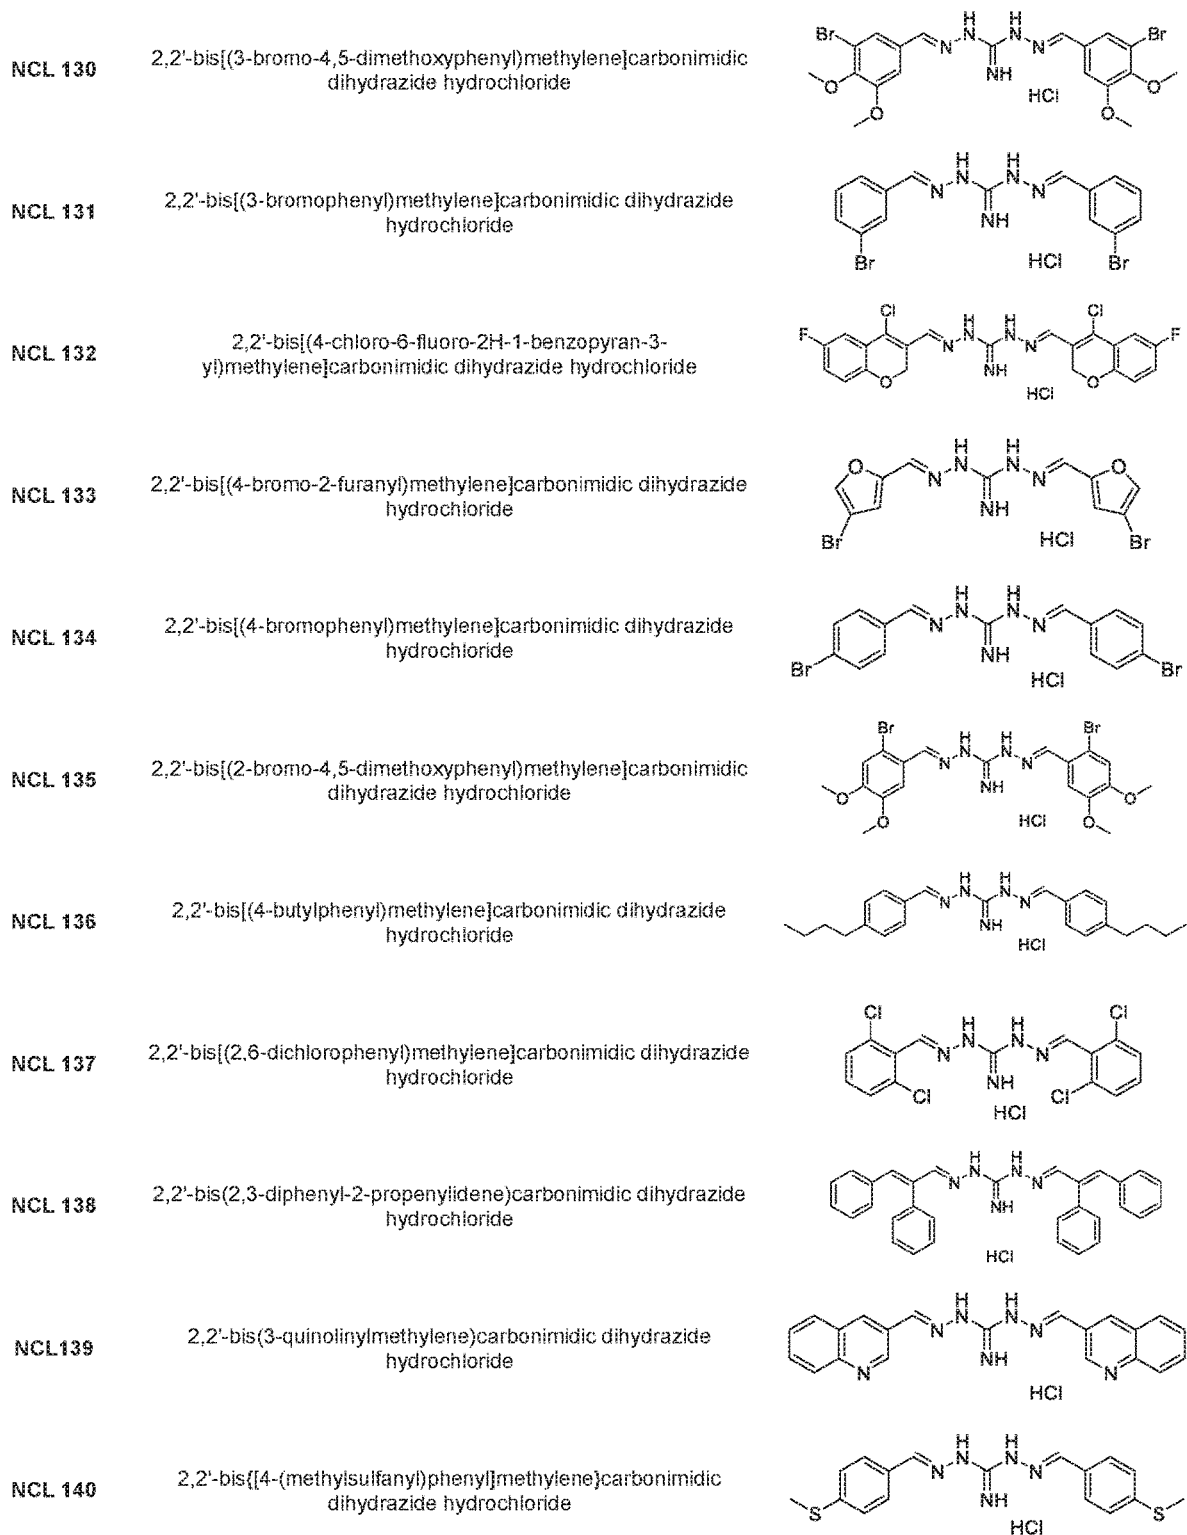 NCL 130
2,2'-bis[(3-bromo-4,5-dimethoxyphenyl)methylene]carbonimidic
dihydrazide hydrochloride
Br H H Br
N N N N
O O NH HCl O O
NCL 131
2,2'-bis[(3-bromophenyl)methylene]carbonimidic dihydrazide
hydrochloride
H H
N N N N
NH
Br HCl Br
NCL 132
2,2'-bis[(4-chloro-6-fluoro-2H-1-benzopyran-3-
yl)methylene]carbonimidic dihydrazide hydrochloride
Cl H H Cl
F N N N N F
O NH O
HCl
NCL 133
2,2'-bis[(4-bromo-2-furanyl)methylene]carbonimidic dihydrazide
hydrochloride
H H
O N N N N O
NH
Br HCl Br
NCL 134
2,2'-bis[(4-bromophenyl)methylene]carbonimidic dihydrazide
hydrochloride
H H
N N N N
Br NH HCl Br
NCL 135
2,2'-bis[(2-bromo-4,5-dimethoxyphenyl)methylene]carbonimidic
dihydrazide hydrochloride
Br H H Br
N N N N
O O NH HCl O O
NCL 136
2,2'-bis[(4-butylphenyl)methylene]carbonimidic dihydrazide
hydrochloride
H H
N N N N
NH
HCl
NCL 137
2,2'-bis[(2,6-dichlorophenyl)methylene]carbonimidic dihydrazide
hydrochloride
Cl H H Cl
N N N N
Cl NH Cl
HCl
NCL 138
2,2'-bis(2,3-diphenyl-2-propenylidene)carbonimidic dihydrazide
hydrochloride
H H
N N N N
NH
HCl
NCL139
2,2'-bis(3-quinolinylmethylene)carbonimidic dihydrazide
hydrochloride
H H
N N N N
N NH N
HCl
NCL 140
2,2'-bis{[4-(methylsulfanyl)phenyl]methylene}carbonimidic
dihydrazide hydrochloride
H H
N N N N
S NH S
HCl